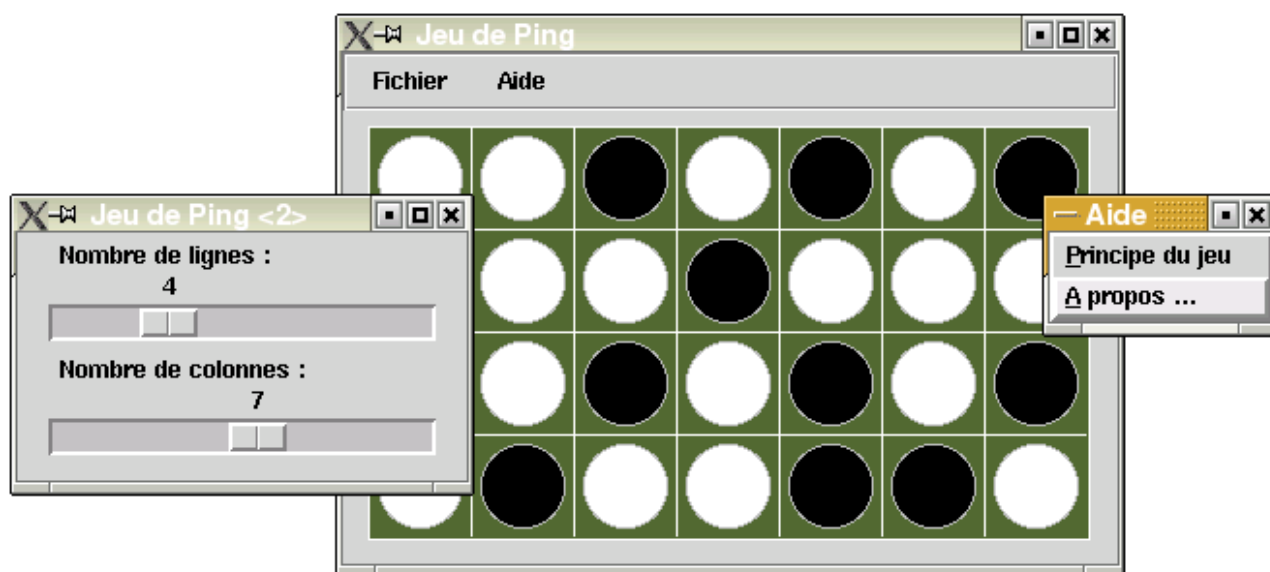 Jeu de Ping
Fichier Aide
Jeu de Ping <2>
Nombre de lignes :
4
Nombre de colonnes :
7
Aide
Principe du jeu
A propos ...